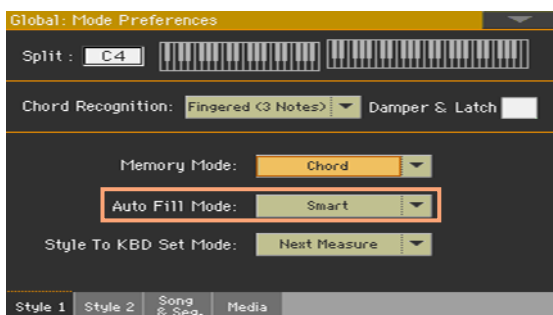 Global: Mode Preferences
Split : C4
Chord Recognition: Fingered (3 Notes) Damper & Latch
Memory Mode: Chord
Auto Fill Mode: Smart
Style To KBD Set Mode: Next Measure
Style 1 Style 2 Song & Seq. Media